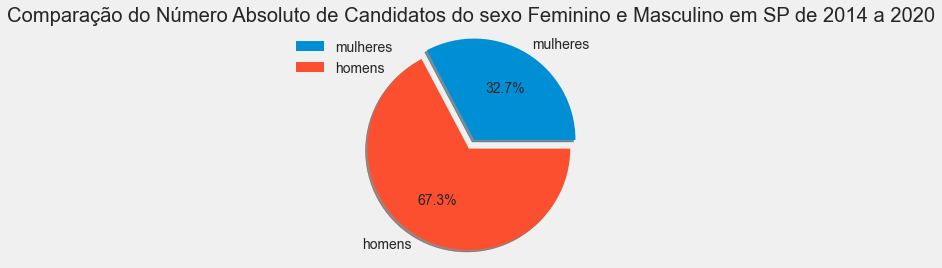 Comparação do Número Absoluto de Candidatos do sexo Feminino e Masculino em SP de 2014 a 2020
mulheres
homens
mulheres
32.7%
67.3%
homens